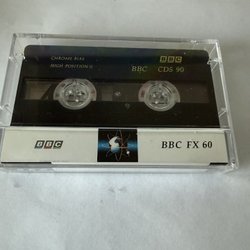 CHROME BIAS
HIGH POSITION
BBC
BBC CDS 90
BBC
BBC FX 60